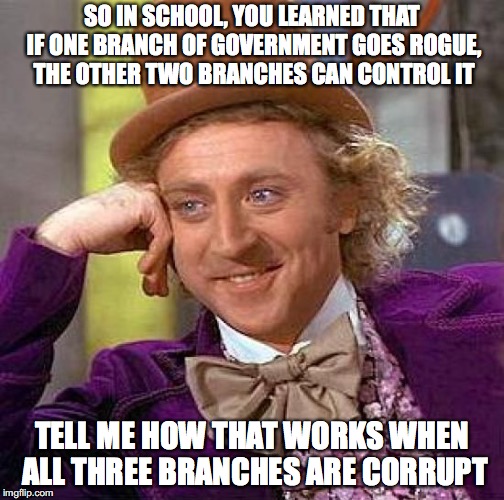 SO IN SCHOOL, YOU LEARNED THAT
IF ONE BRANCH OF GOVERNMENT GOES ROGUE,
THE OTHER TWO BRANCHES CAN CONTROL IT
TELL ME HOW THAT WORKS WHEN
ALL THREE BRANCHES ARE CORRUPT
imgflip.com